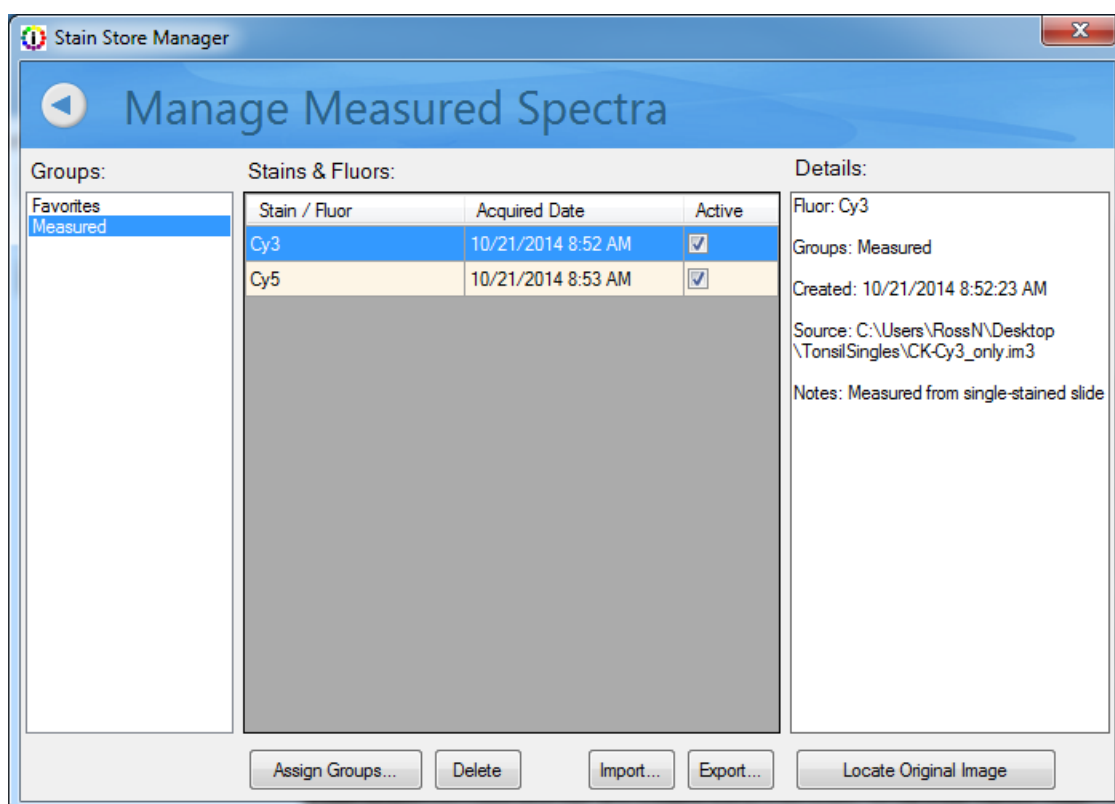 Stain Store Manager
Manage Measured Spectra
Groups:
Favorites
Measured
Stains & Fluors:
Stain / Fluor Acquired Date Active
Cy3 10/21/2014 8:52 AM
Cy5 10/21/2014 8:53 AM
Details:
Fluor: Cy3
Groups: Measured
Created: 10/21/2014 8:52:23 AM
Source: C:\Users\RossN\Desktop
\TonsilSingles\CK-Cy3_only.im3
Notes: Measured from single-stained slide
Assign Groups... Delete Import... Export... Locate Original Image